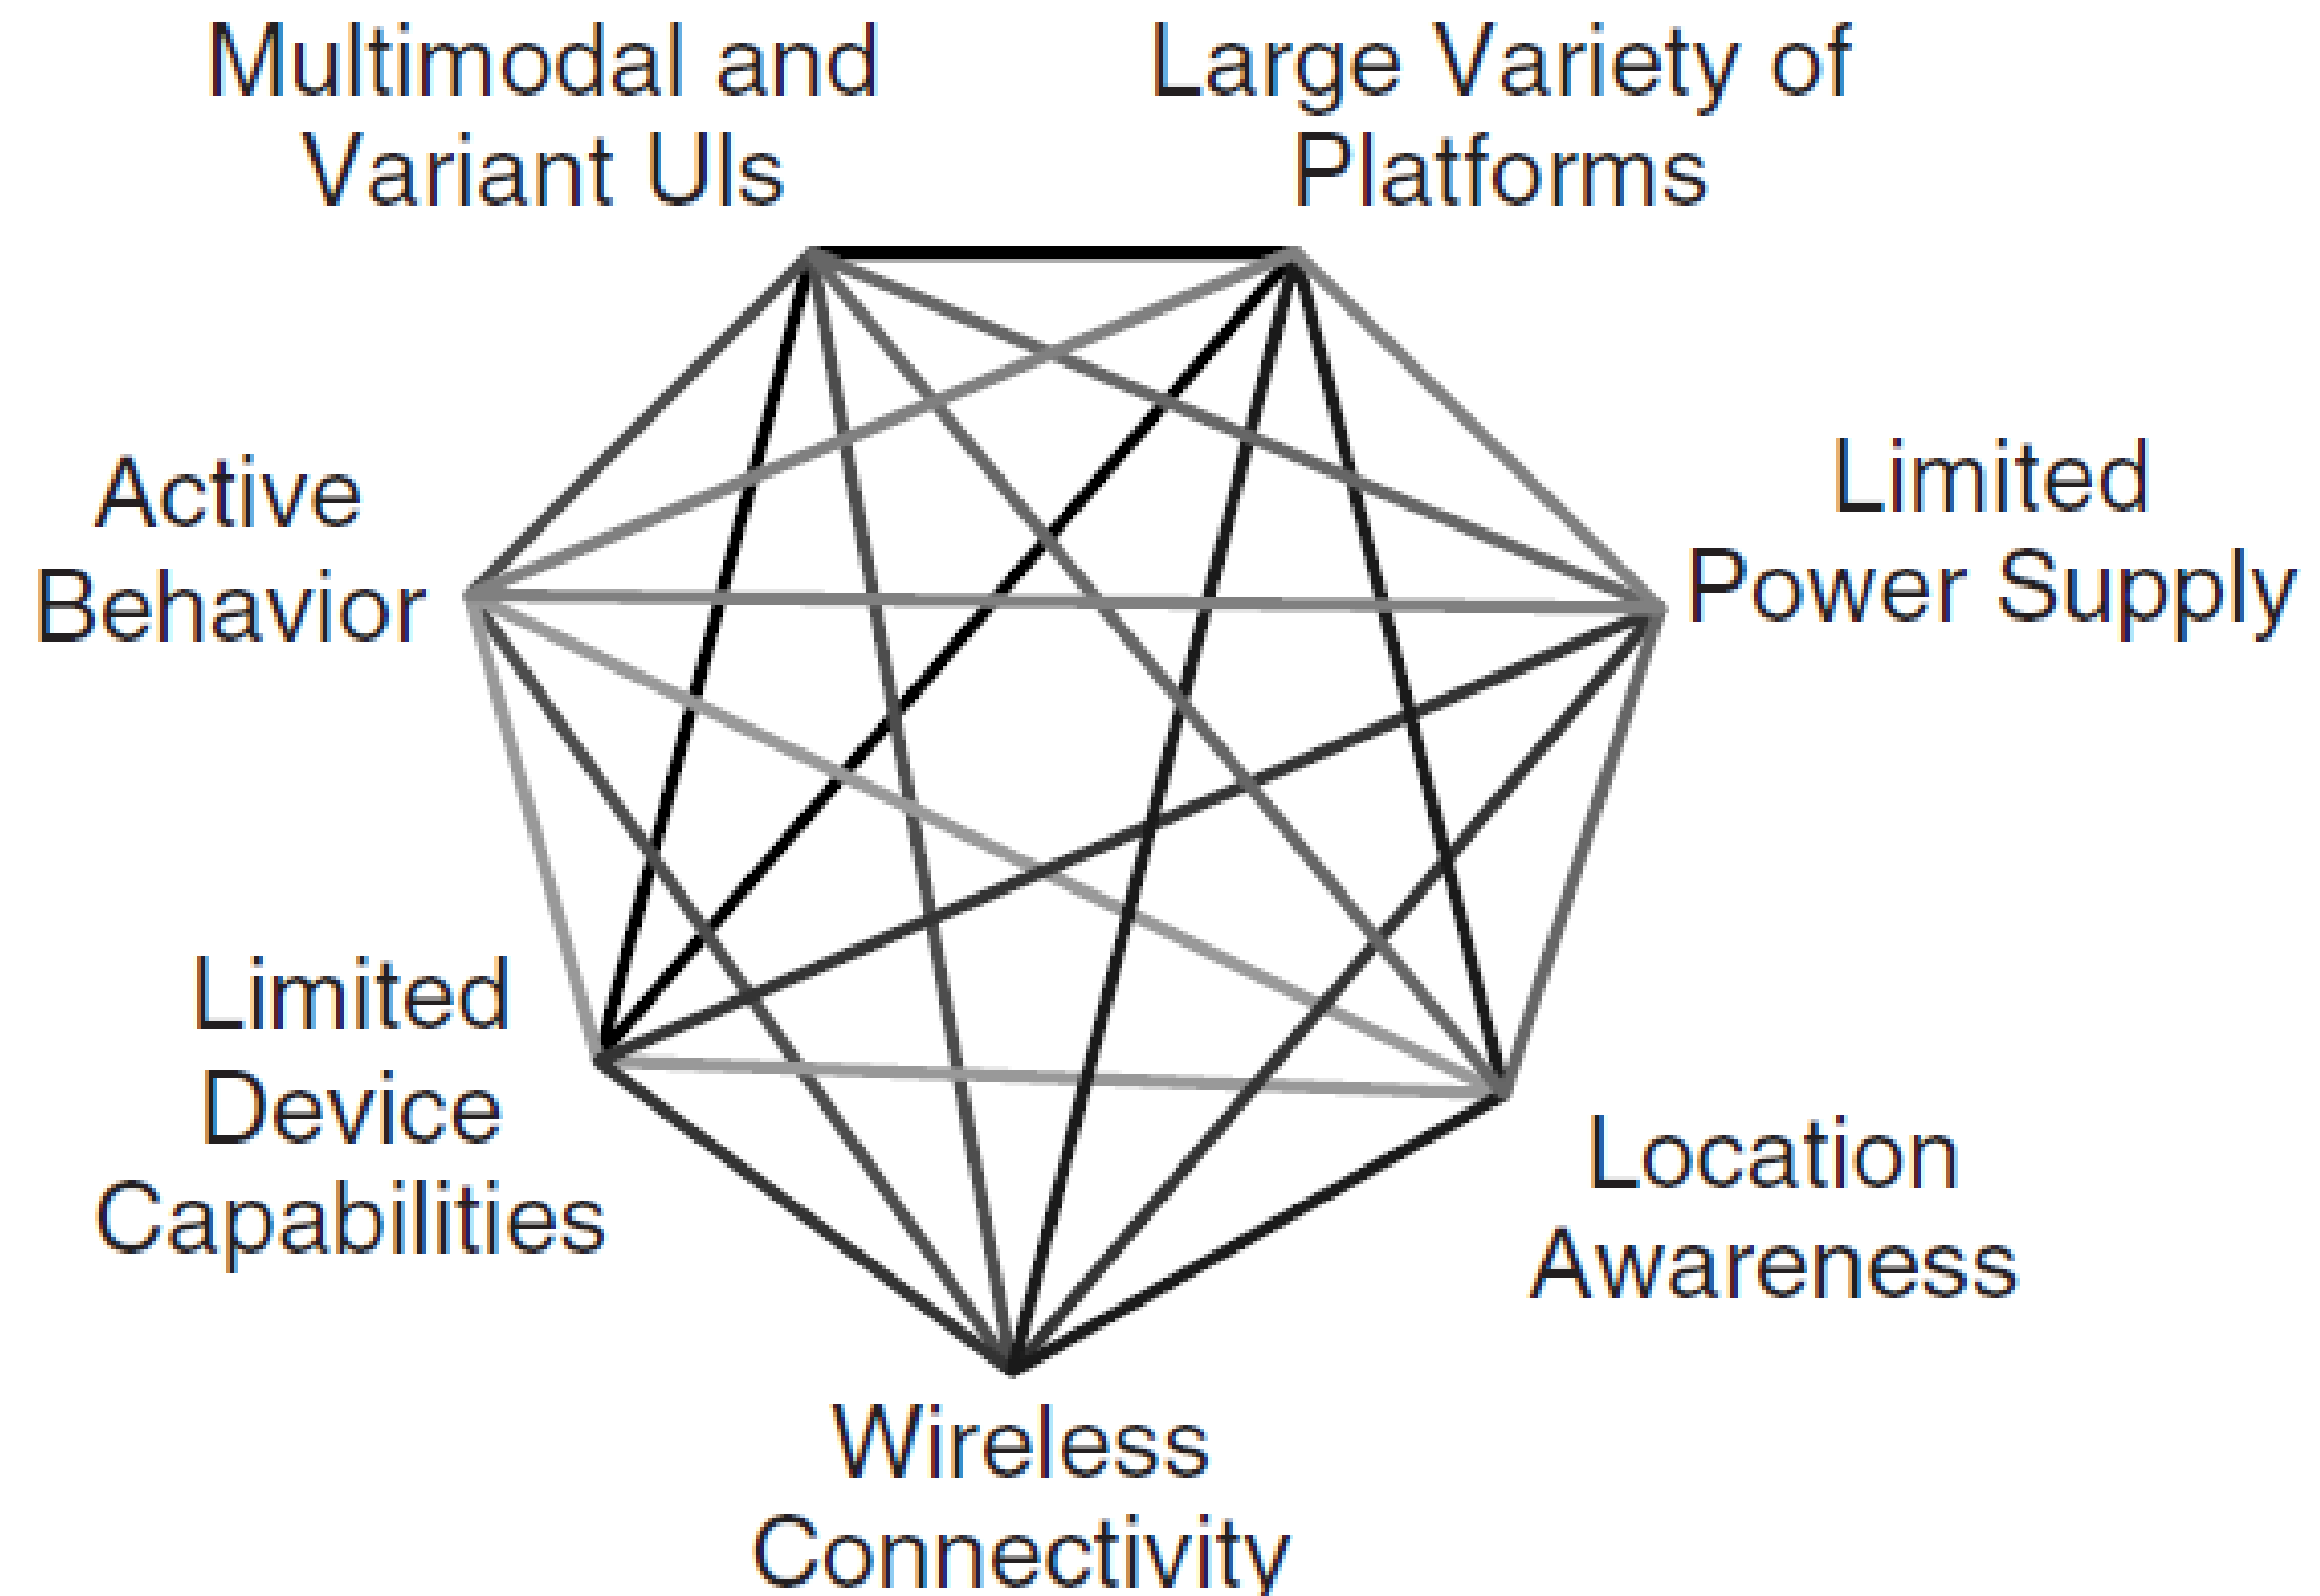 Multimodal and
Variant UIs
Large Variety of
Platforms
Active
Behavior
Limited
Power Supply
Limited
Device
Capabilities
Location
Awareness
Wireless
Connectivity